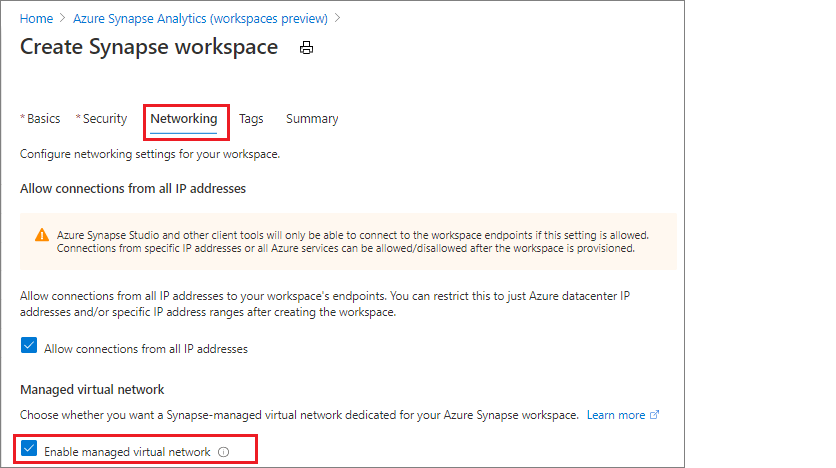 Home > Azure Synapse Analytics (workspaces preview) >
Create Synapse workspace
* Basics * Security Networking Tags Summary
Configure networking settings for your workspace.
Allow connections from all IP addresses
Azure Synapse Studio and other client tools will only be able to connect to the workspace endpoints if this setting is allowed.
Connections from specific IP addresses or all Azure services can be allowed/disallowed after the workspace is provisioned.
Allow connections from all IP addresses to your workspace's endpoints. You can restrict this to just Azure datacenter IP
addresses and/or specific IP address ranges after creating the workspace.
Allow connections from all IP addresses
Managed virtual network
Choose whether you want a Synapse-managed virtual network dedicated for your Azure Synapse workspace. Learn more
Enable managed virtual network